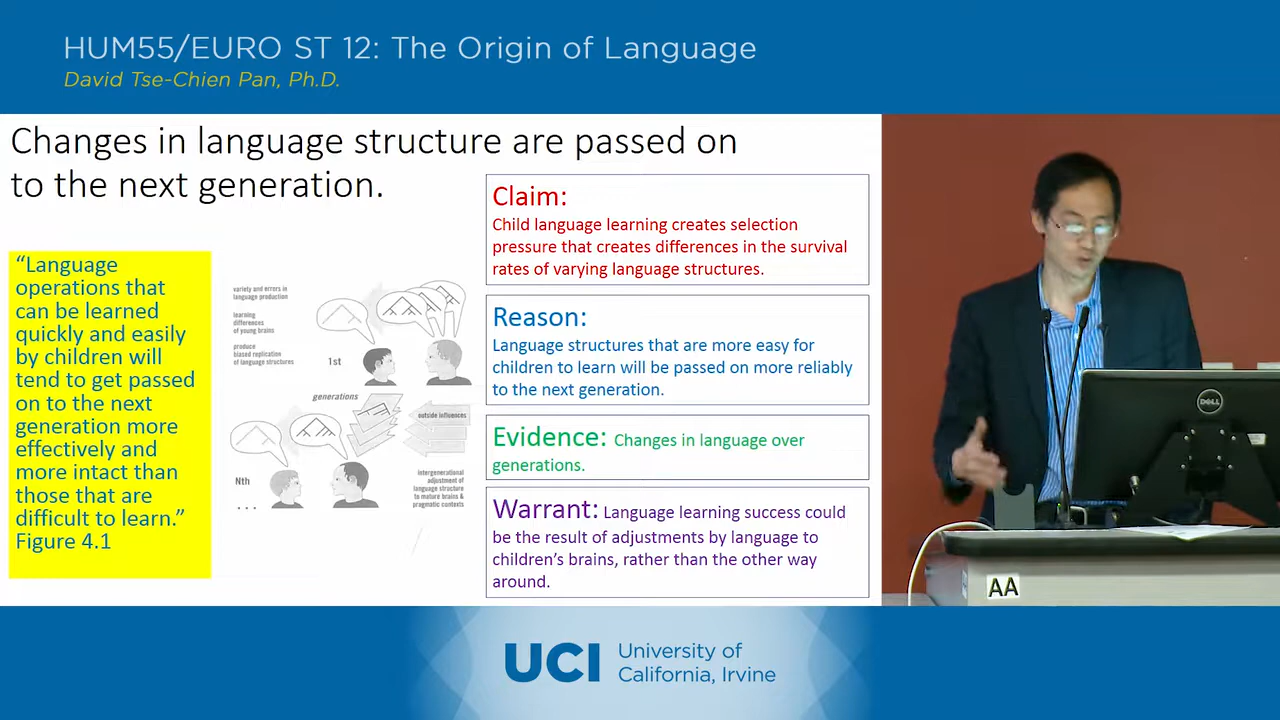 HUM55/EURO ST 12: The Origin of Language
David Tse-Chien Pan, Ph.D.
Changes in language structure are passed on
to the next generation.
“Language
operations that
can be learned
quickly and easily
by children will
tend to get passed
on to the next
generation more
effectively and
more intact than
those that are
difficult to learn.”
Figure 4.1
variety and errors in
language production
learning
differences
of young brains
produce
biased replication
of language structures
1st
generations
outside influences
Nth
...
intergenerational
adjustment of
language structure
to mature brains &
pragmatic contexts
Claim:
Child language learning creates selection
pressure that creates differences in the survival
rates of varying language structures.
Reason:
Language structures that are more easy for
children to learn will be passed on more reliably
to the next generation.
Evidence: Changes in language over
generations.
Warrant: Language learning success could
be the result of adjustments by language to
children’s brains, rather than the other way
around.
DELL
AA
UCI
University of
California, Irvine